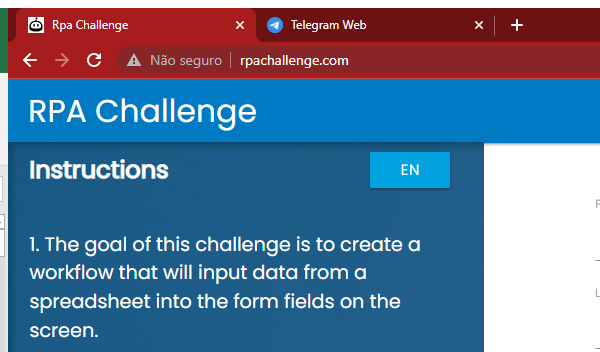 Rpa Challenge
Telegram Web
Não seguro
rpachallenge.com
RPA Challenge
Instructions
EN
1. The goal of this challenge is to create a
workflow that will input data from a
spreadsheet into the form fields on the
screen.